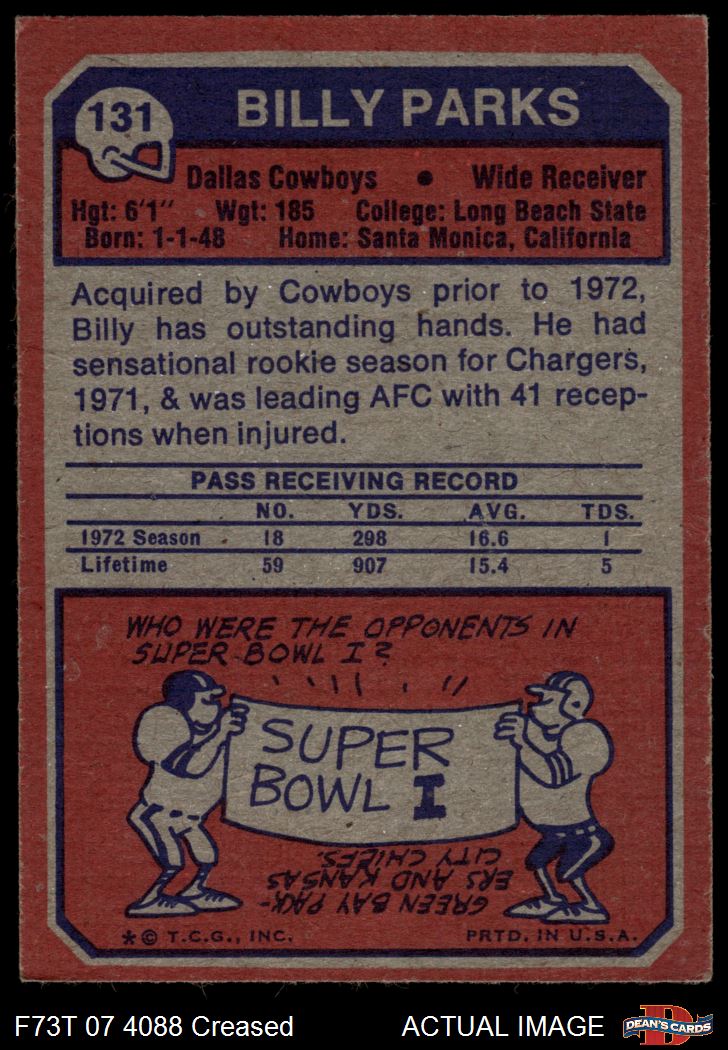 131
BILLY PARKS
Dallas Cowboys • Wide Receiver
Hgt: 6'1" Wgt: 185 College: Long Beach State
Born: 1-1-48 Home: Santa Monica, California
Acquired by Cowboys prior to 1972,
Billy has outstanding hands. He had
sensational rookie season for Chargers,
1971, & was leading AFC with 41 recep-
tions when injured.
PASS RECEIVING RECORD
NO. YDS. AVG. TDS.
1972 Season 18 298 16.6 1
Lifetime 59 907 15.4 5
WHO WERE THE OPPONENTS IN
SUPER BOWL I?
SUPER
BOWL I
GREEN BAY PACK-
ERS AND KANSAS
CITY CHIEFS.
*© T.C.G., INC. PRTD. IN U.S.A.
F73T 07 4088 Creased ACTUAL IMAGE
D
DEAN'S CARDS